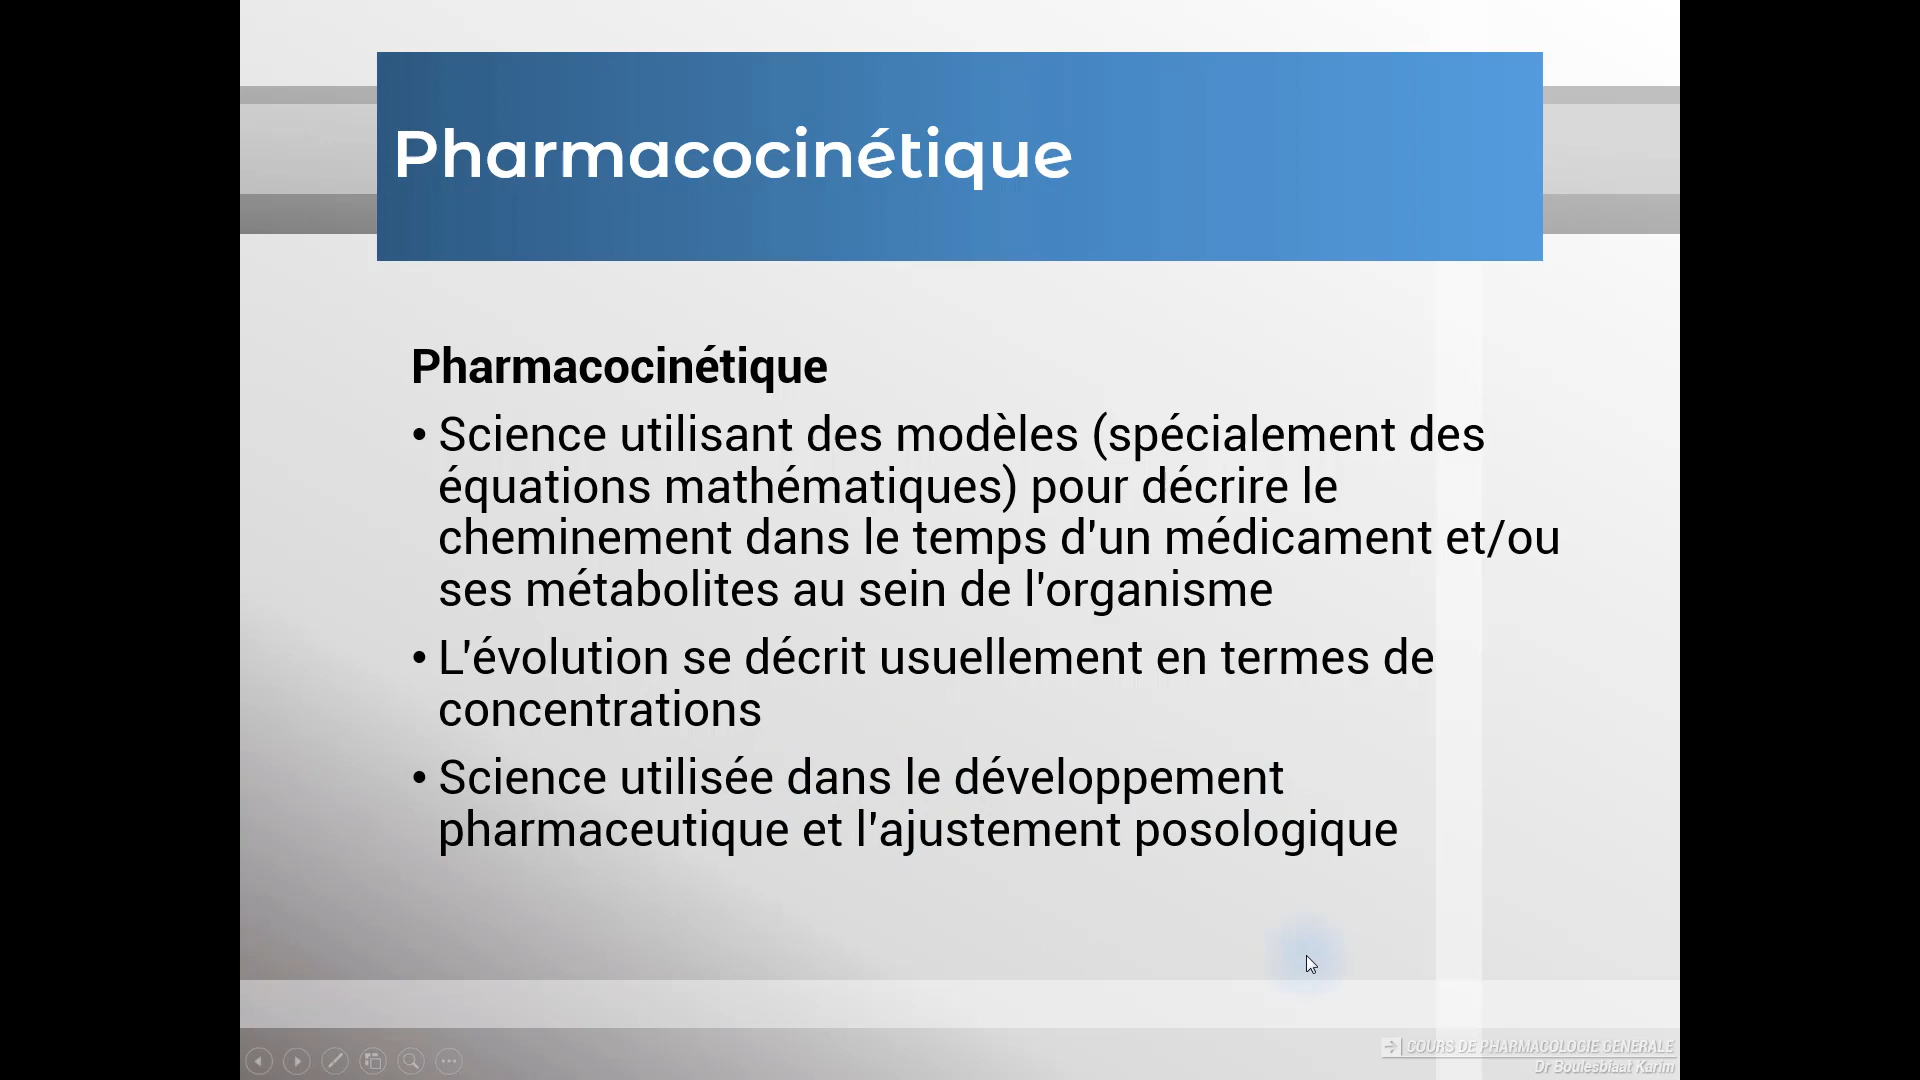 Pharmacocinétique
Pharmacocinétique
• Science utilisant des modèles (spécialement des
équations mathématiques) pour décrire le
cheminement dans le temps d'un médicament et/ou
ses métabolites au sein de l'organisme
• L'évolution se décrit usuellement en termes de
concentrations
• Science utilisée dans le développement
pharmaceutique et l'ajustement posologique
COURS DE PHARMACOLOGIE GENERALE
Dr Boulesblaat Karim